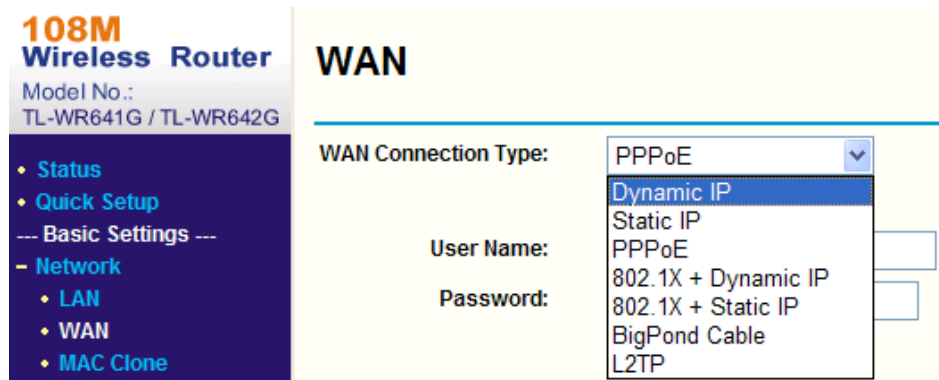 108M
Wireless Router
Model No.:
TL-WR641G / TL-WR642G
• Status
• Quick Setup
--- Basic Settings ---
– Network
• LAN
• WAN
• MAC Clone
WAN
WAN Connection Type:
PPPoE
Dynamic IP
Static IP
PPPoE
802.1X + Dynamic IP
802.1X + Static IP
BigPond Cable
L2TP
User Name:
Password: